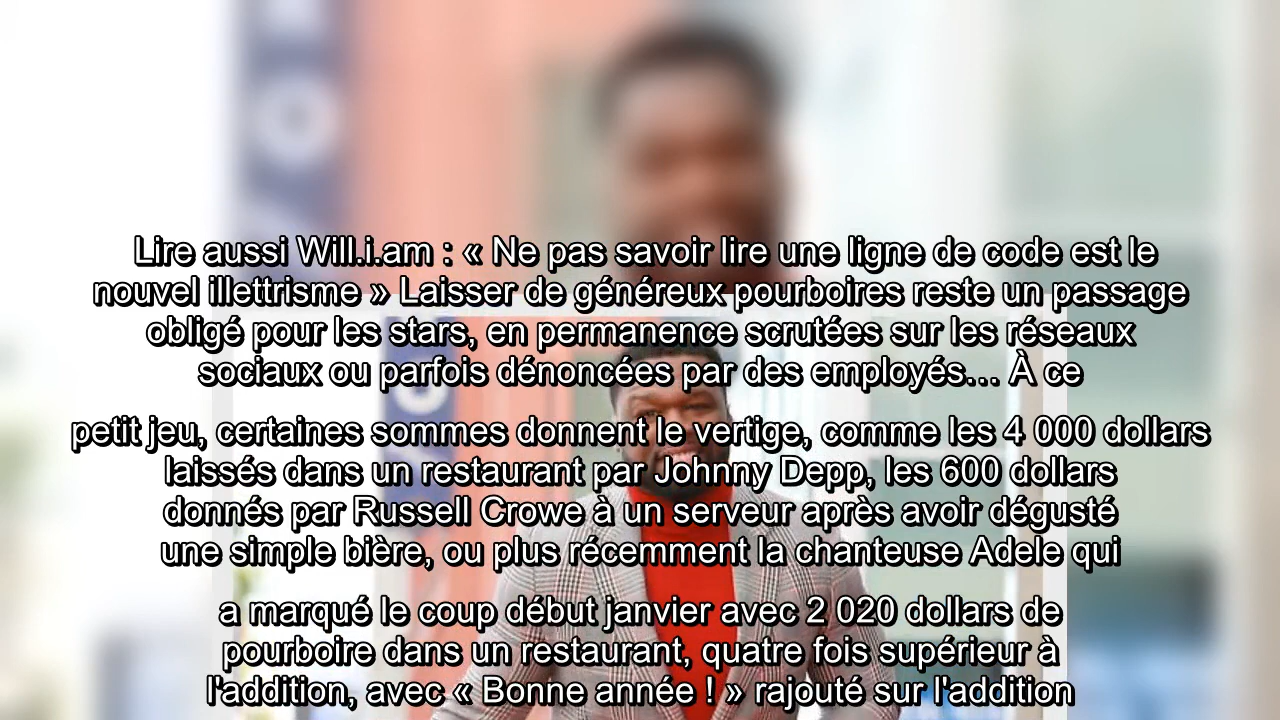 Lire aussi Will.i.am : « Ne pas savoir lire une ligne de code est le
nouvel illettrisme » Laisser de généreux pourboires reste un passage
obligé pour les stars, en permanence scrutées sur les réseaux
sociaux ou parfois dénoncées par des employés… À ce
petit jeu, certaines sommes donnent le vertige, comme les 4 000 dollars
laissés dans un restaurant par Johnny Depp, les 600 dollars
donnés par Russell Crowe à un serveur après avoir dégusté
une simple bière, ou plus récemment la chanteuse Adele qui
a marqué le coup début janvier avec 2 020 dollars de
pourboire dans un restaurant, quatre fois supérieur à
l'addition, avec « Bonne année ! » rajouté sur l'addition